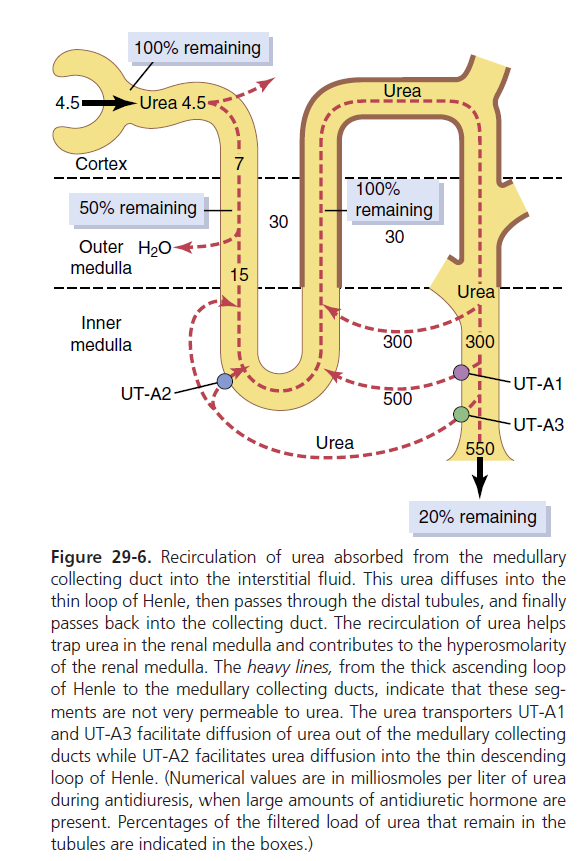 100% remaining
4.5
Urea 4.5
Urea
Cortex
7
50% remaining
30
100%
remaining
30
Outer
medulla
H₂O
15
Urea
Inner
medulla
300
300
UT-A2
500
UT-A1
UT-A3
Urea
550
20% remaining
Figure 29-6. Recirculation of urea absorbed from the medullary
collecting duct into the interstitial fluid. This urea diffuses into the
thin loop of Henle, then passes through the distal tubules, and finally
passes back into the collecting duct. The recirculation of urea helps
trap urea in the renal medulla and contributes to the hyperosmolarity
of the renal medulla. The heavy lines, from the thick ascending loop
of Henle to the medullary collecting ducts, indicate that these seg-
ments are not very permeable to urea. The urea transporters UT-A1
and UT-A3 facilitate diffusion of urea out of the medullary collecting
ducts while UT-A2 facilitates urea diffusion into the thin descending
loop of Henle. (Numerical values are in milliosmoles per liter of urea
during antidiuresis, when large amounts of antidiuretic hormone are
present. Percentages of the filtered load of urea that remain in the
tubules are indicated in the boxes.)